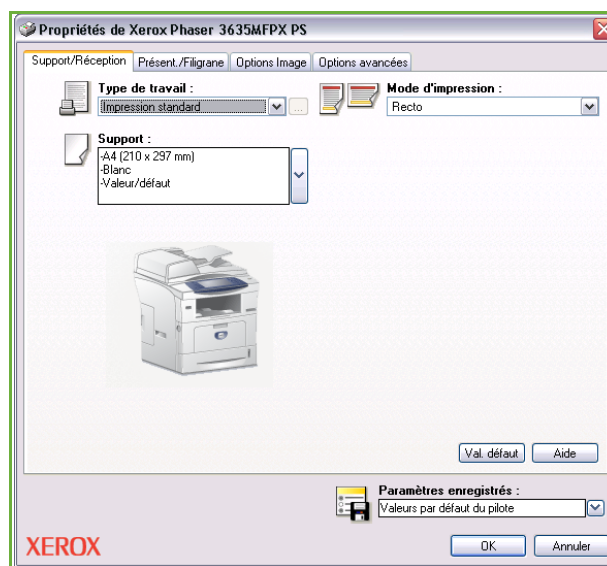 Propriétés de Xerox Phaser 3635MFPX PS
Support/Réception Présent./Filigrane Options Image Options avancées
Type de travail :
Impression standard
...
Mode d'impression :
Recto
Support :
-A4 (210 x 297 mm)
-Blanc
-Valeur/défaut
Val. défaut Aide
Paramètres enregistrés :
Valeurs par défaut du pilote
XEROX
OK Annuler